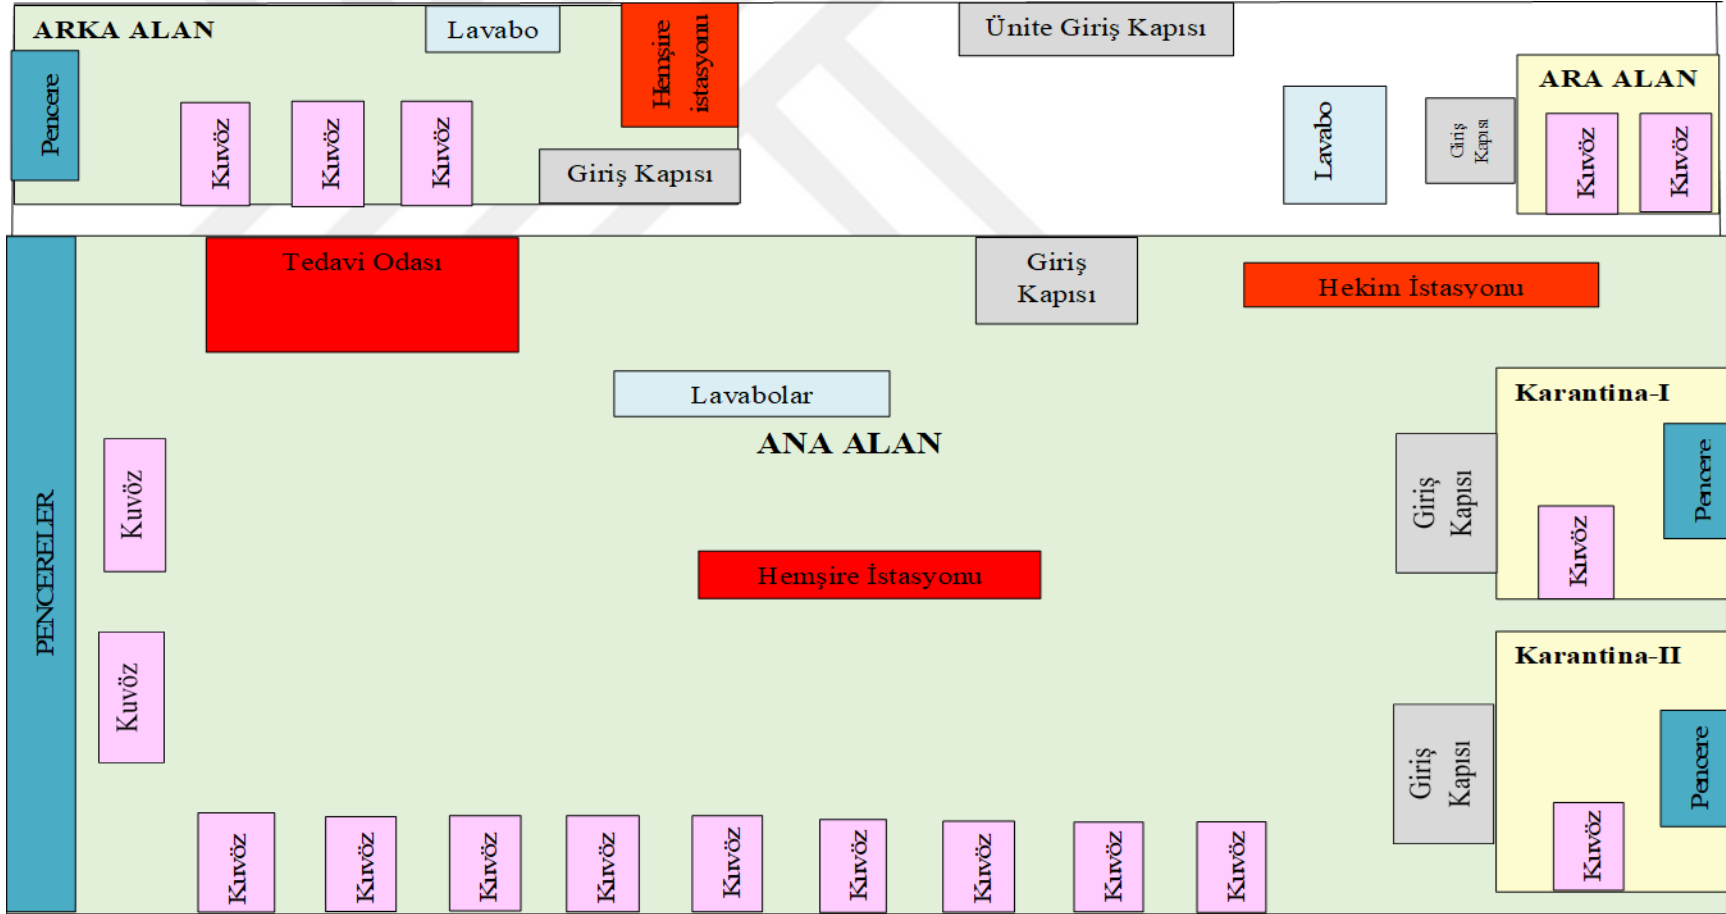 ARKA ALAN
Lavabo
Hemşire
istasyonu
Pencere
Kuvöz
Kuvöz
Kuvöz
Giriş Kapısı
Ünite Giriş Kapısı
Lavabo
Giriş
Kapısı
ARA ALAN
Kuvöz
Kuvöz
PENCERELER
Tedavi Odası
Giriş
Kapısı
Hekim İstasyonu
Lavabolar
ANA ALAN
Kuvöz
Hemşire İstasyonu
Kuvöz
Karantina-I
Giriş
Kapısı
Pencere
Kuvöz
Karantina-II
Giriş
Kapısı
Pencere
Kuvöz
Kuvöz
Kuvöz
Kuvöz
Kuvöz
Kuvöz
Kuvöz
Kuvöz
Kuvöz
Kuvöz